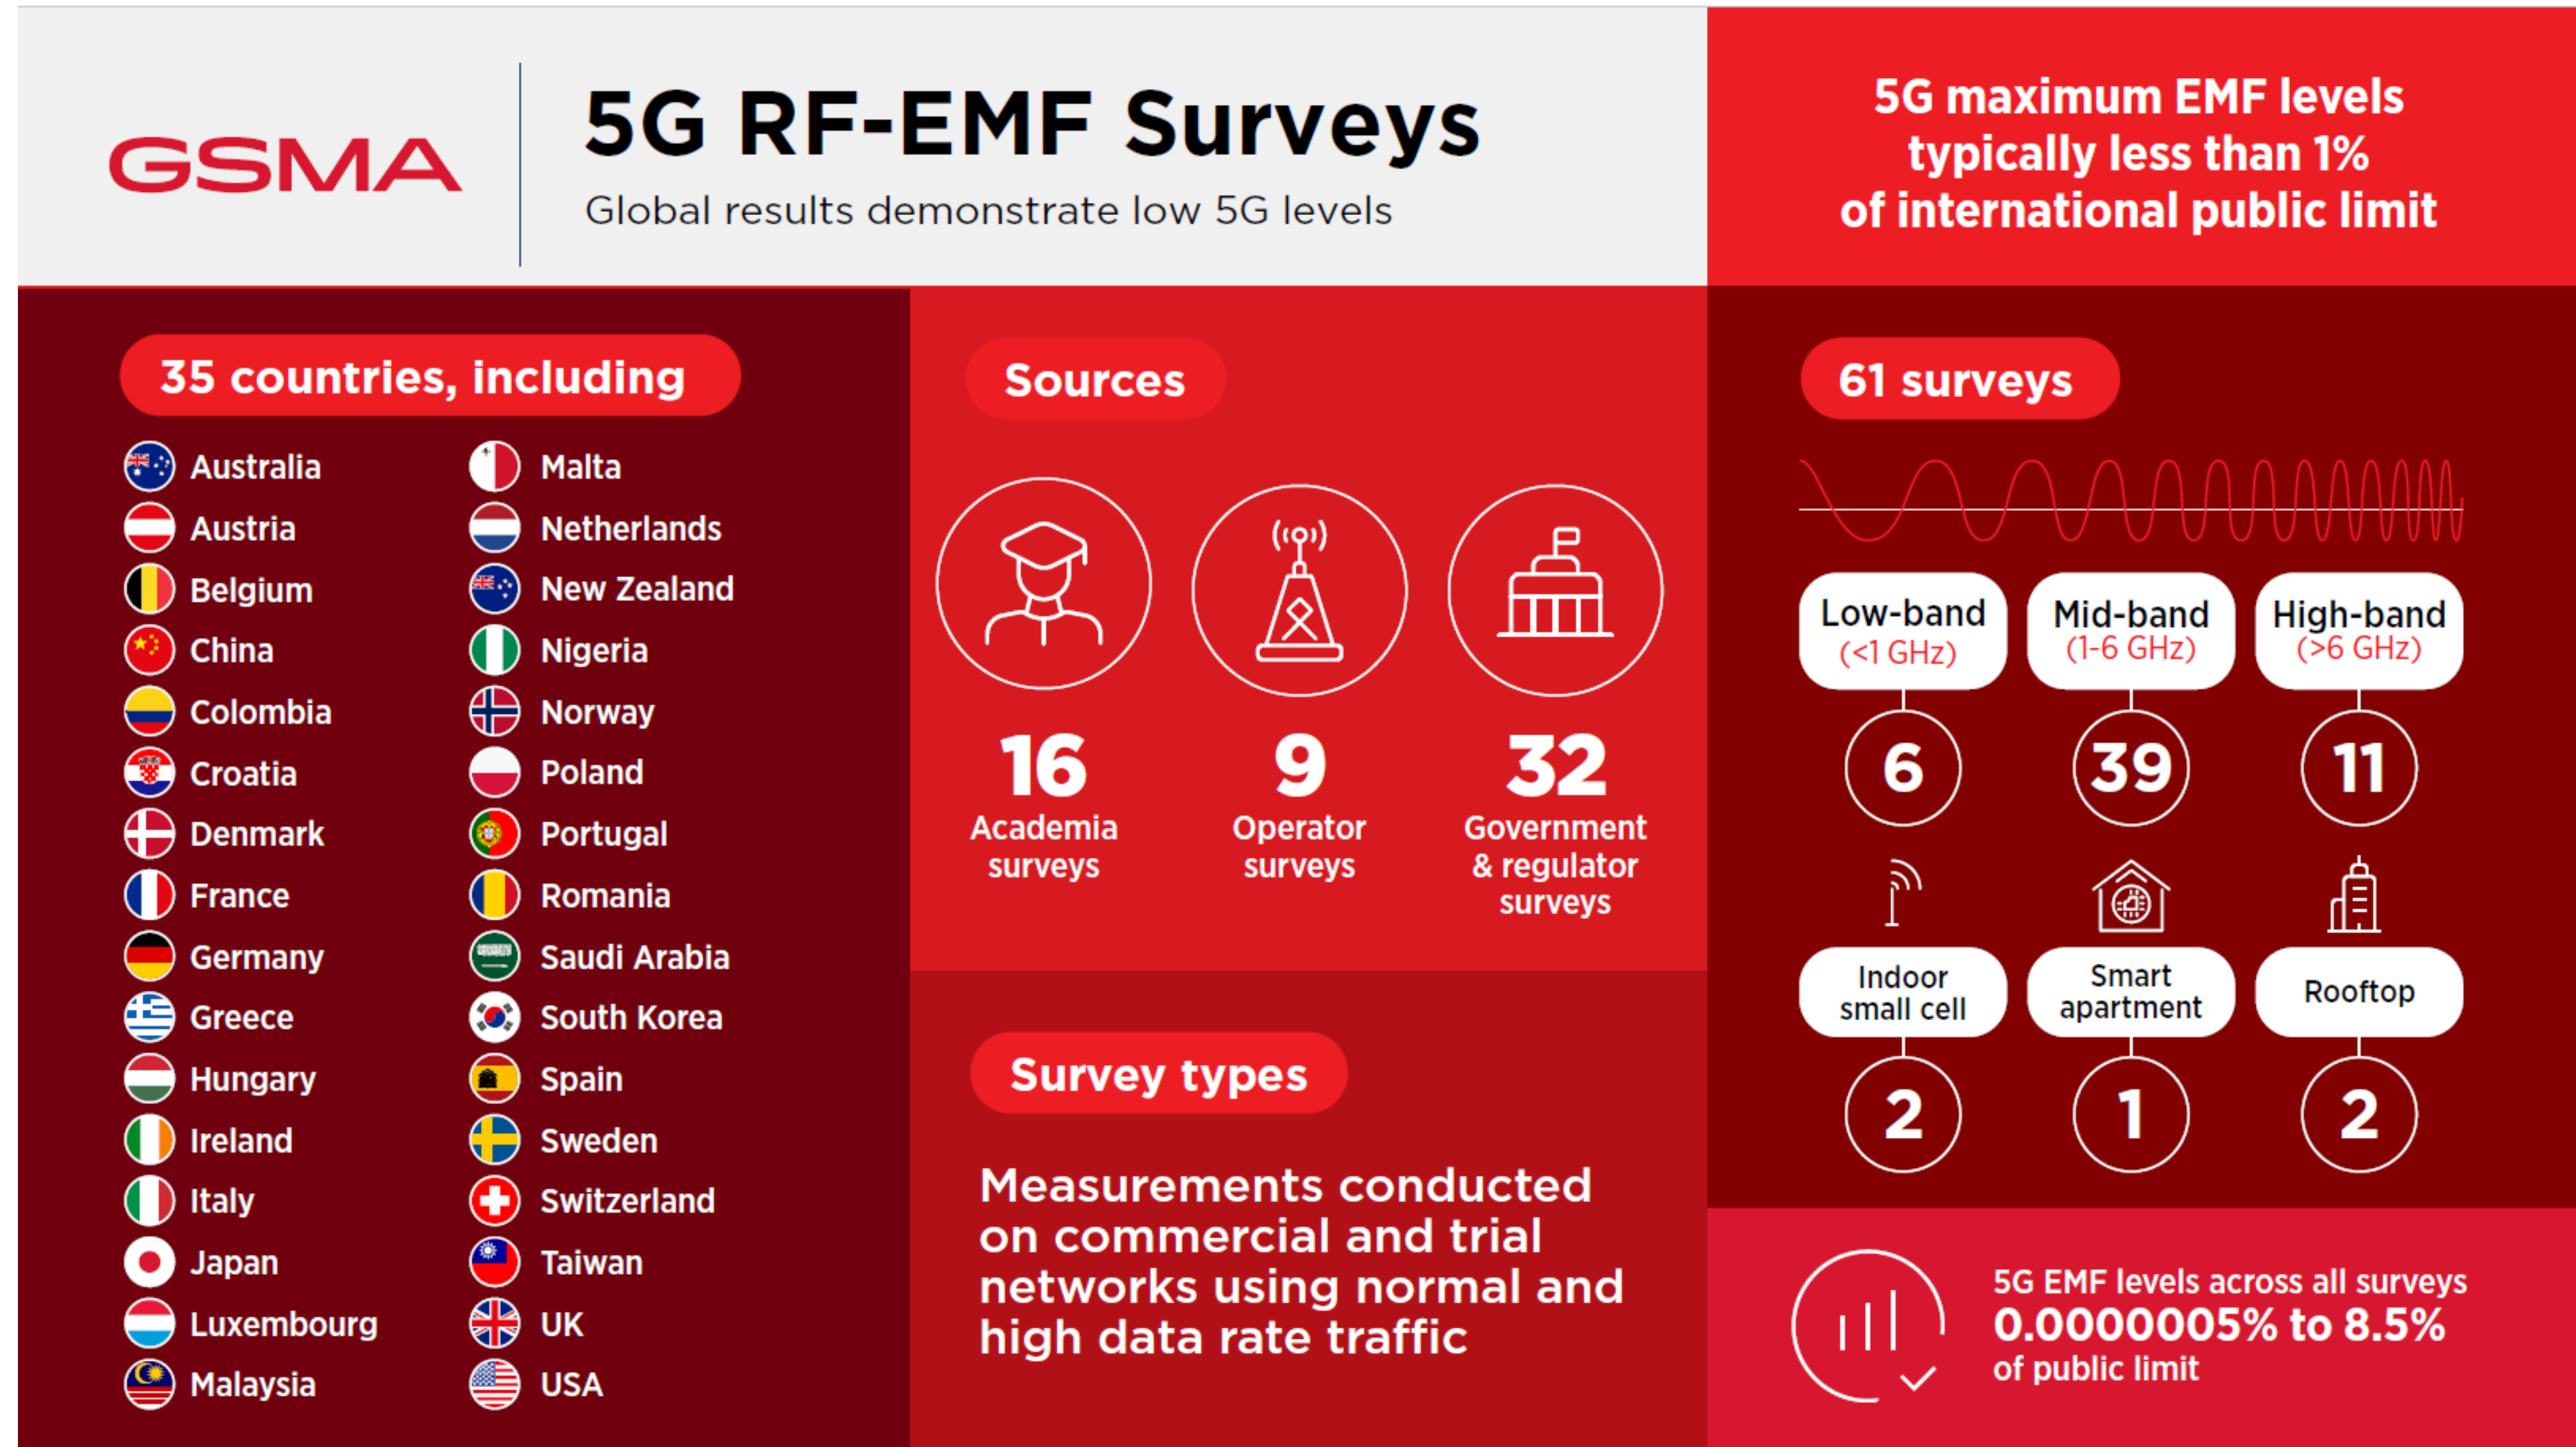 GSMA
5G RF-EMF Surveys
Global results demonstrate low 5G levels
5G maximum EMF levels
typically less than 1%
of international public limit
35 countries, including
Australia
Austria
Belgium
China
Colombia
Croatia
Denmark
France
Germany
Greece
Hungary
Ireland
Italy
Japan
Luxembourg
Malaysia
Malta
Netherlands
New Zealand
Nigeria
Norway
Poland
Portugal
Romania
Saudi Arabia
South Korea
Spain
Sweden
Switzerland
Taiwan
UK
USA
Sources
16
Academia
surveys
9
Operator
surveys
32
Government
& regulator
surveys
Survey types
Measurements conducted
on commercial and trial
networks using normal and
high data rate traffic
61 surveys
Low-band
(<1 GHz)
6
Mid-band
(1-6 GHz)
39
High-band
(>6 GHz)
11
Indoor
small cell
2
Smart
apartment
1
Rooftop
2
5G EMF levels across all surveys
0.0000005% to 8.5%
of public limit